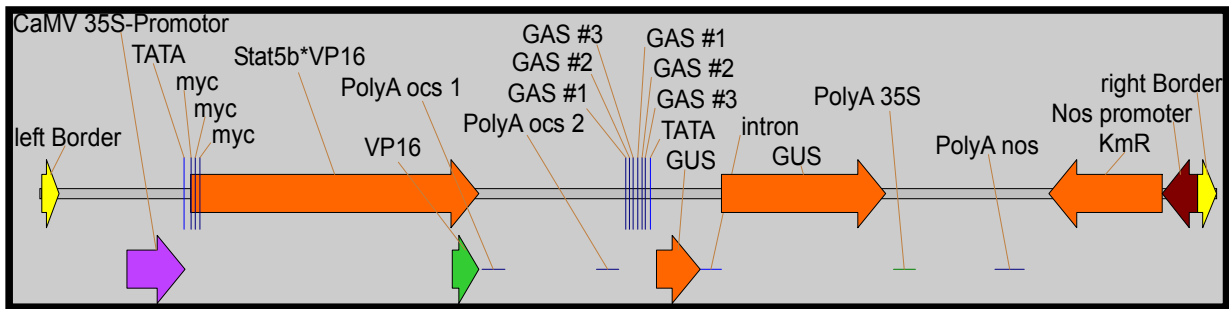 CaMV 35S-Promotor
TATA
myc
myc
myc
left Border
Stat5b*VP16
PolyA ocs 1
VP16
PolyA ocs 2
GAS #3
GAS #2
GAS #1
GAS #1
GAS #2
GAS #3
TATA
GUS
intron
GUS
PolyA 35S
PolyA nos
right Border
Nos promoter
KmR